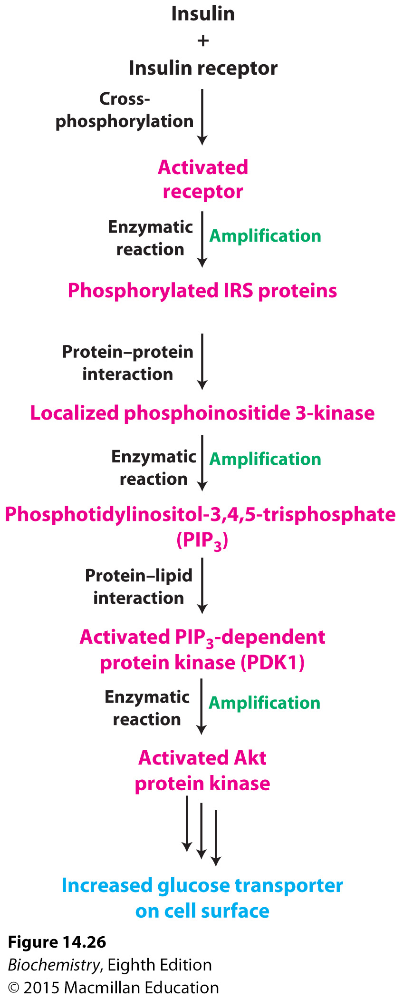 Insulin
+
Insulin receptor
Cross-
phosphorylation
Activated
receptor
Enzymatic
reaction
Amplification
Phosphorylated IRS proteins
Protein–protein
interaction
Localized phosphoinositide 3-kinase
Enzymatic
reaction
Amplification
Phosphotidylinositol-3,4,5-trisphosphate
(PIP₃)
Protein–lipid
interaction
Activated PIP₃-dependent
protein kinase (PDK1)
Enzymatic
reaction
Amplification
Activated Akt
protein kinase
Increased glucose transporter
on cell surface
Figure 14.26
Biochemistry, Eighth Edition
© 2015 Macmillan Education